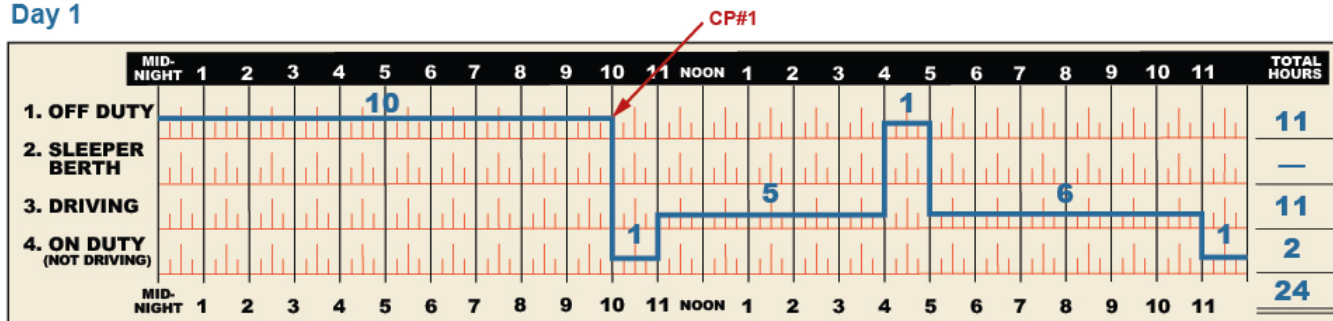 Day 1
CP#1
MID-NIGHT 1 2 3 4 5 6 7 8 9 10 11 NOON 1 2 3 4 5 6 7 8 9 10 11 TOTAL HOURS
10 1
1. OFF DUTY 11
2. SLEEPER BERTH —
5 6
3. DRIVING 11
1 1
4. ON DUTY 2
(NOT DRIVING)
24
MID-NIGHT 1 2 3 4 5 6 7 8 9 10 11 NOON 1 2 3 4 5 6 7 8 9 10 11